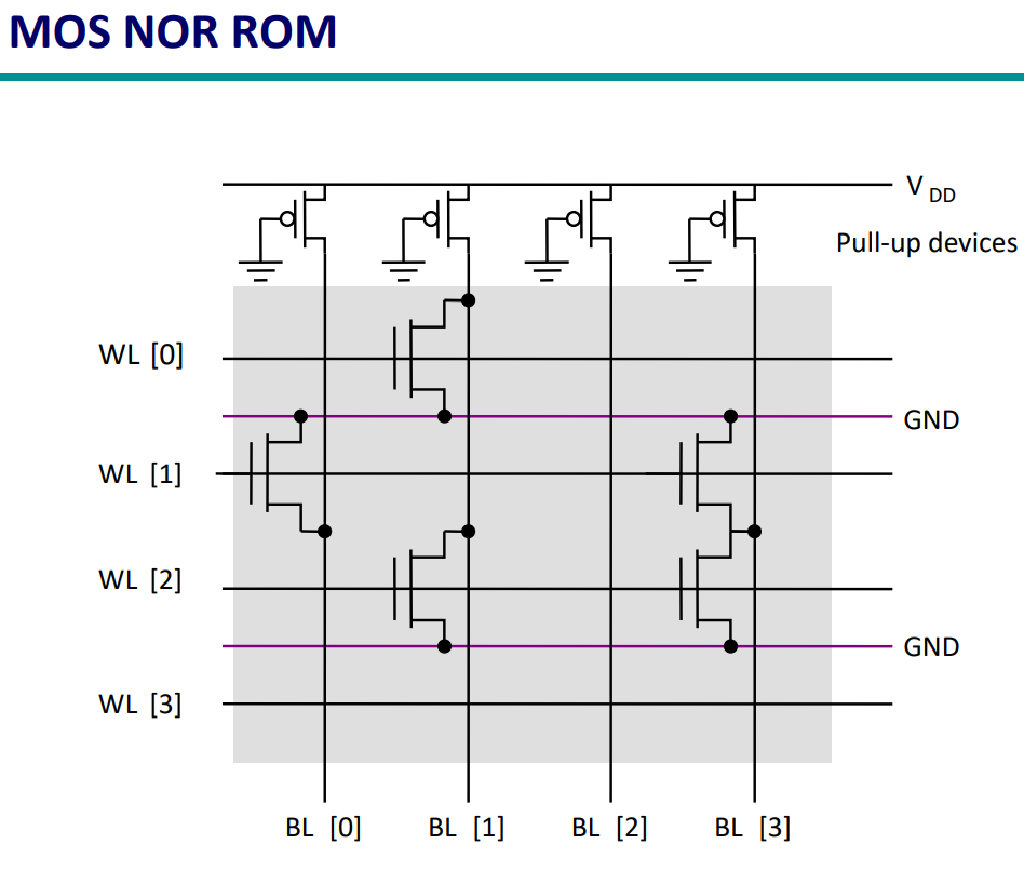 MOS NOR ROM
V DD
Pull-up devices
WL [0]
GND
WL [1]
WL [2]
GND
WL [3]
BL [0] BL [1] BL [2] BL [3]